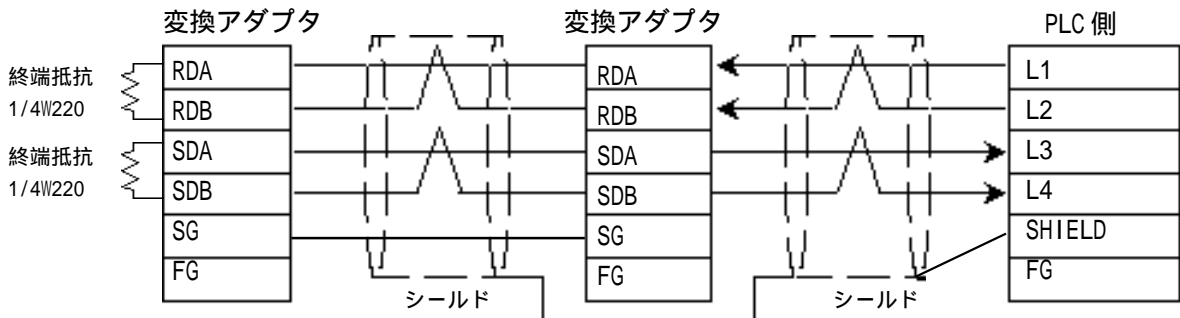 変換アダプタ
変換アダプタ
PLC 側
終端抵抗
1/4W220
終端抵抗
1/4W220
RDA
RDB
SDA
SDB
SG
FG
シールド
RDA
RDB
SDA
SDB
SG
FG
シールド
L1
L2
L3
L4
SHIELD
FG